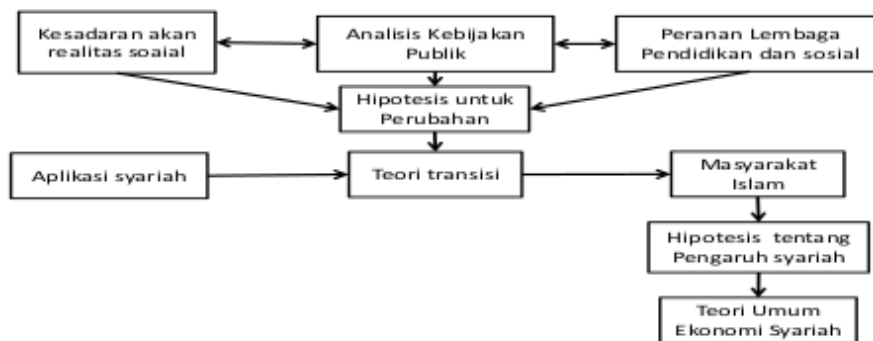 Kesadaran akan
realitas soaial
Analisis Kebijakan
Publik
Peranan Lembaga
Pendidikan dan sosial
Hipotesis untuk
Perubahan
Aplikasi syariah
Teori transisi
Masyarakat
Islam
Hipotesis tentang
Pengaruh syariah
Teori Umum
Ekonomi Syariah